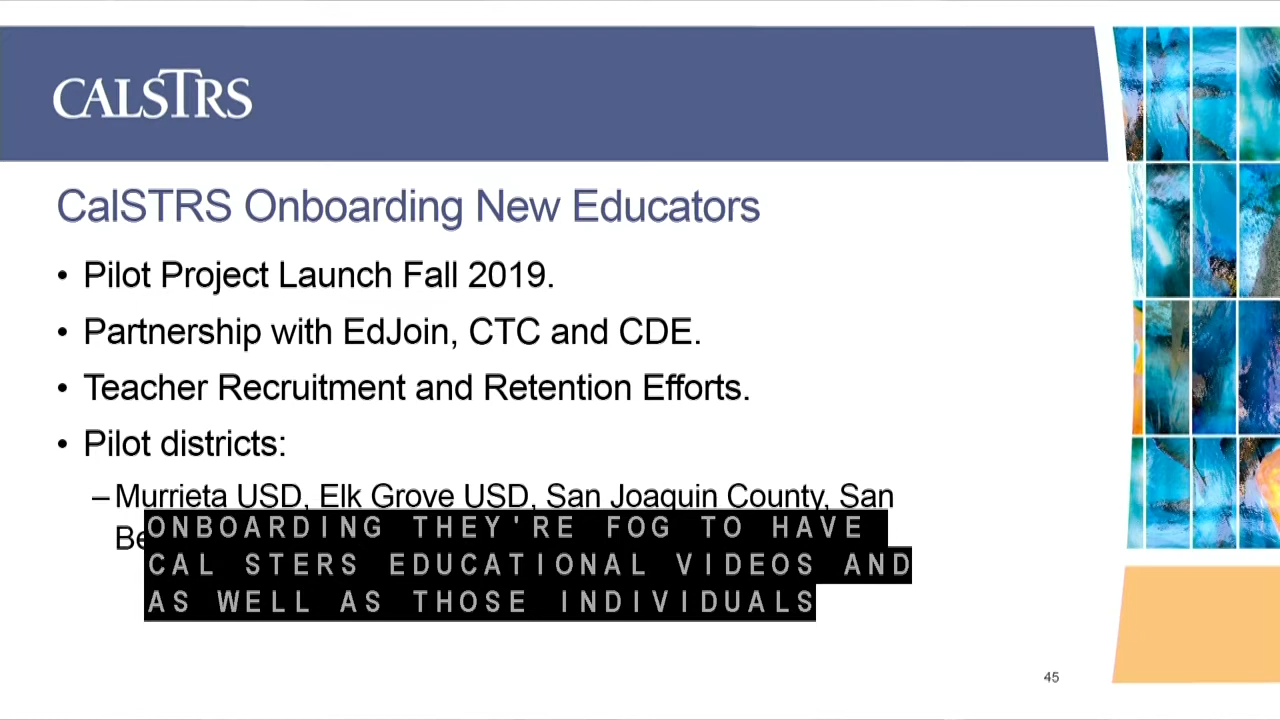 CALSTRS
CalSTRS Onboarding New Educators
• Pilot Project Launch Fall 2019.
• Partnership with EdJoin, CTC and CDE.
• Teacher Recruitment and Retention Efforts.
• Pilot districts:
– Murrieta USD, Elk Grove USD, San Joaquin County, San
ONBOARDING THEY'RE FOG TO HAVE
CAL STERS EDUCATIONAL VIDEOS AND
AS WELL AS THOSE INDIVIDUALS
45